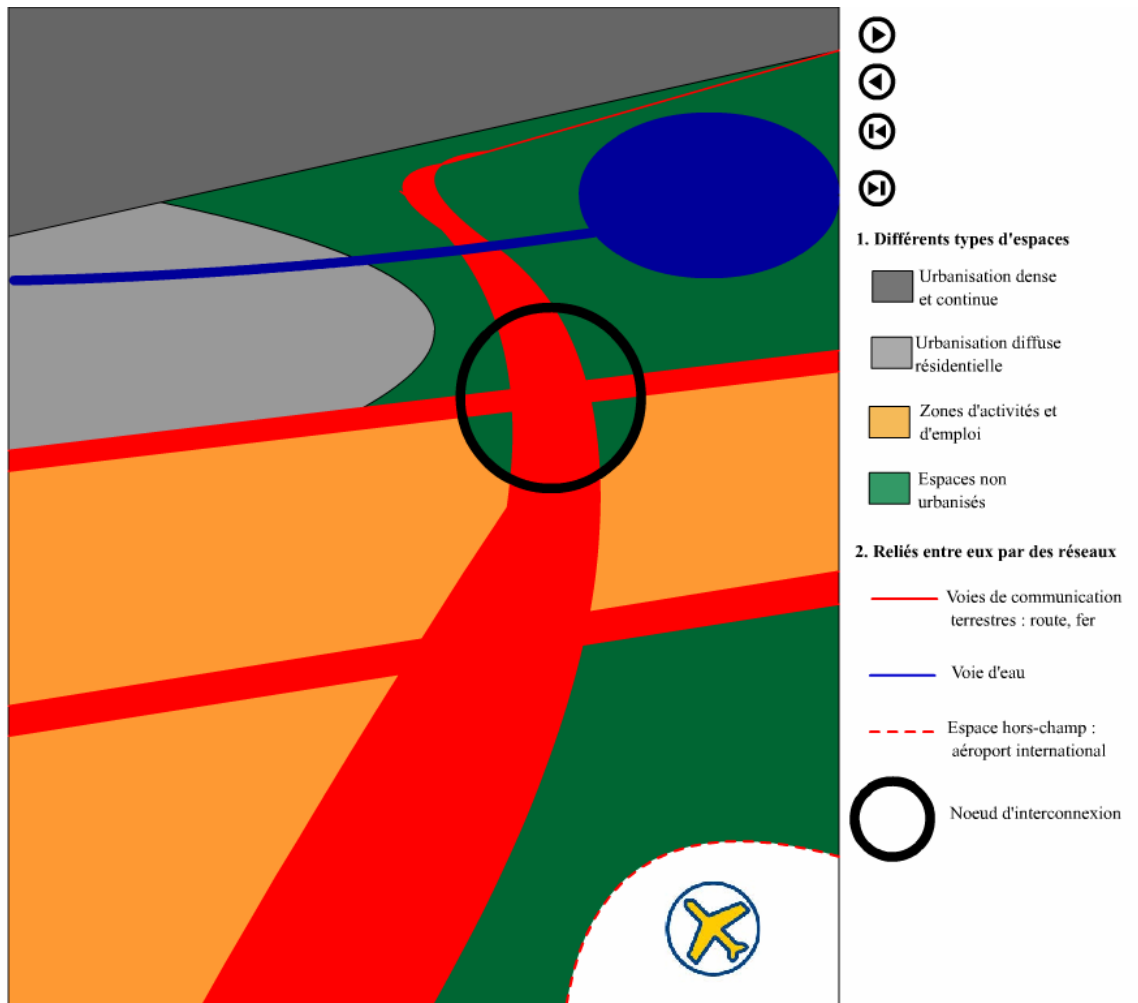 1. Différents types d'espaces
Urbanisation dense
et continue
Urbanisation diffuse
résidentielle
Zones d'activités et
d'emploi
Espaces non
urbanisés
2. Reliés entre eux par des réseaux
Voies de communication
terrestres : route, fer
Voie d'eau
Espace hors-champ :
aéroport international
Noeud d'interconnexion